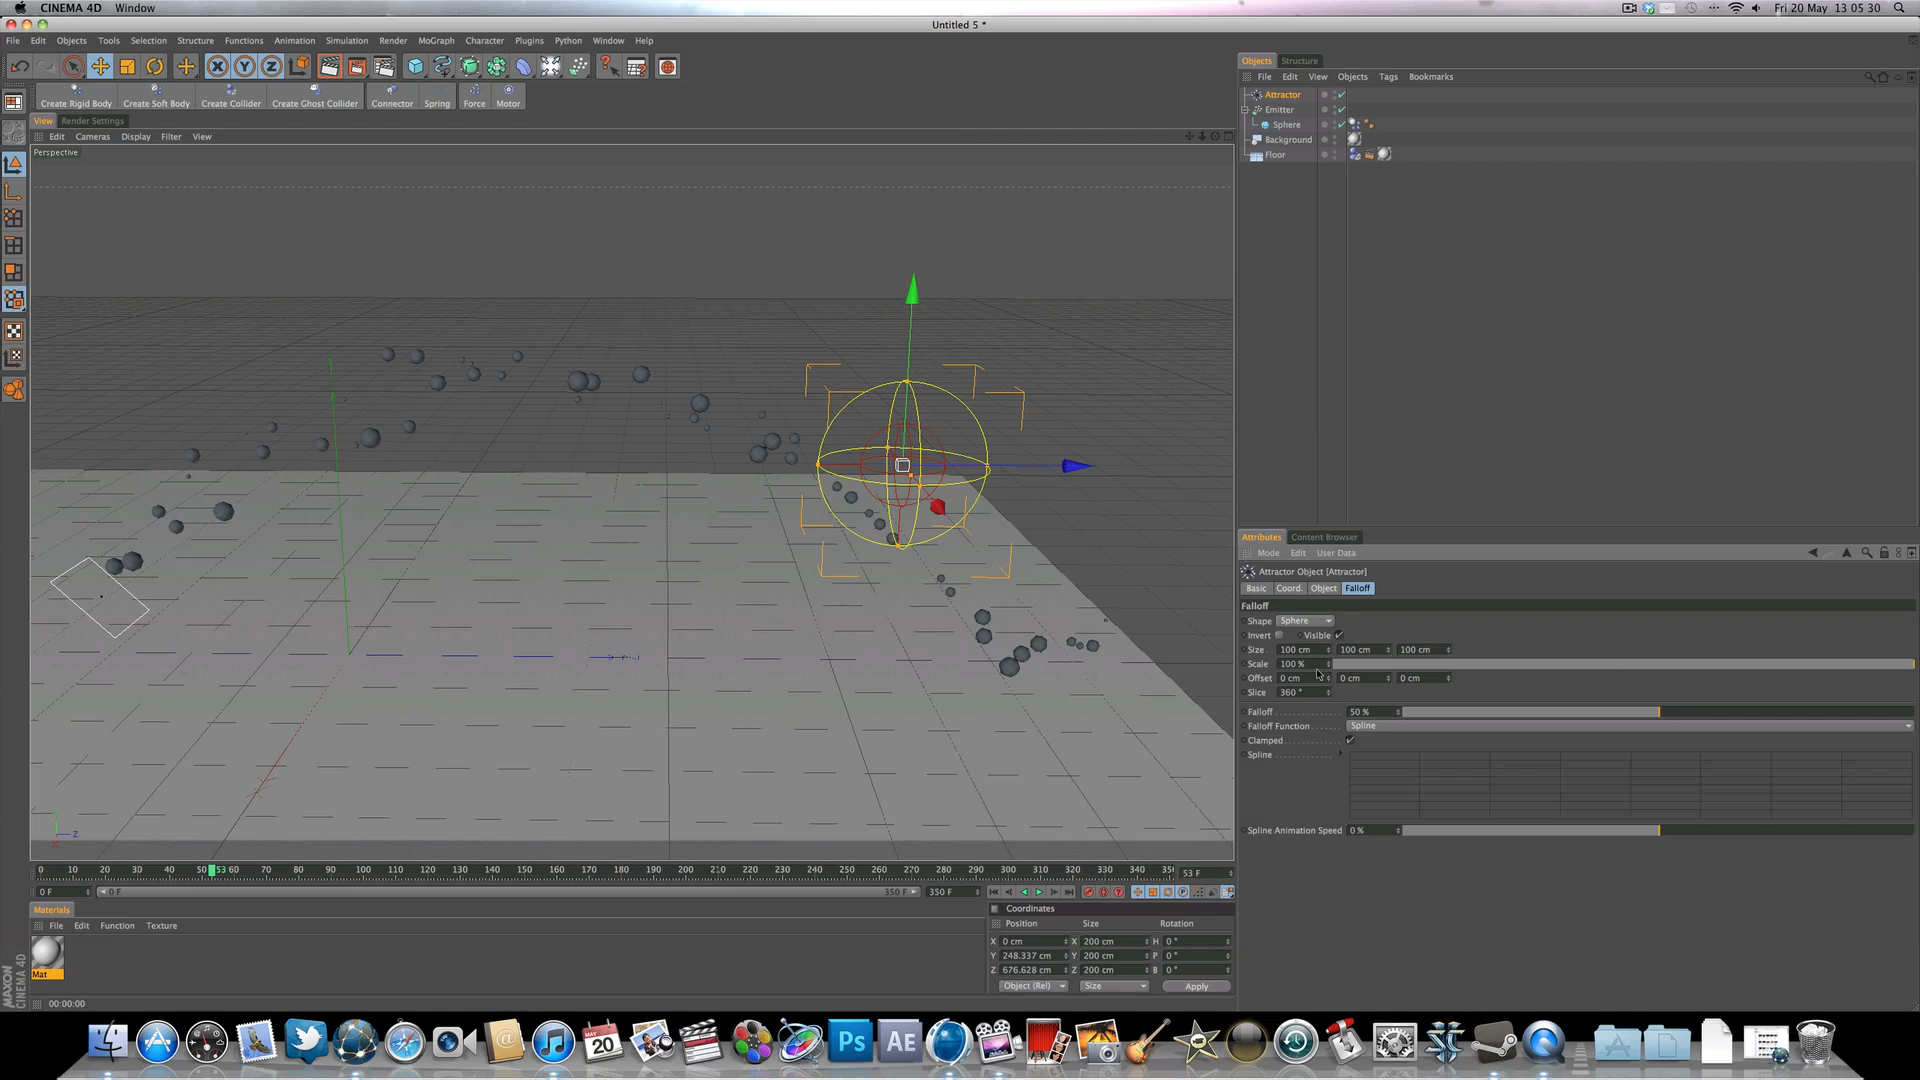 CINEMA 4D Window
Fri 20 May 13 05 30
Untitled 5 *
File Edit Objects Tools Selection Structure Functions Animation Simulation Render MoGraph Character Plugins Python Window Help
Create Rigid Body Create Soft Body Create Collider Create Ghost Collider Connector Spring Force Motor
View Render Settings
Edit Cameras Display Filter View
Perspective
Objects Structure
File Edit View Objects Tags Bookmarks
Attractor
Emitter
Sphere
Background
Floor
Attributes Content Browser
Mode Edit User Data
Attractor Object [Attractor]
Basic Coord. Object Falloff
Falloff
Shape Sphere
Invert Visible
Size 100 cm 100 cm 100 cm
Scale 100 %
Offset 0 cm 0 cm 0 cm
Slice 360 °
Falloff 50 %
Falloff Function Spline
Clamped
Spline
Spline Animation Speed 0 %
Y
Z
0 10 20 30 40 50 53 60 70 80 90 100 110 120 130 140 150 160 170 180 190 200 210 220 230 240 250 260 270 280 290 300 310 320 330 340 35 53 F
0 F 0 F 350 F 350 F
Materials
File Edit Function Texture
Mat
Coordinates
Position Size Rotation
X 0 cm X 200 cm H 0 °
Y 248.337 cm Y 200 cm P 0 °
Z 676.628 cm Z 200 cm B 0 °
Object (Rel) Size Apply
MAXON
CINEMA 4D
00:00:00
MAY
20
Ps
AE